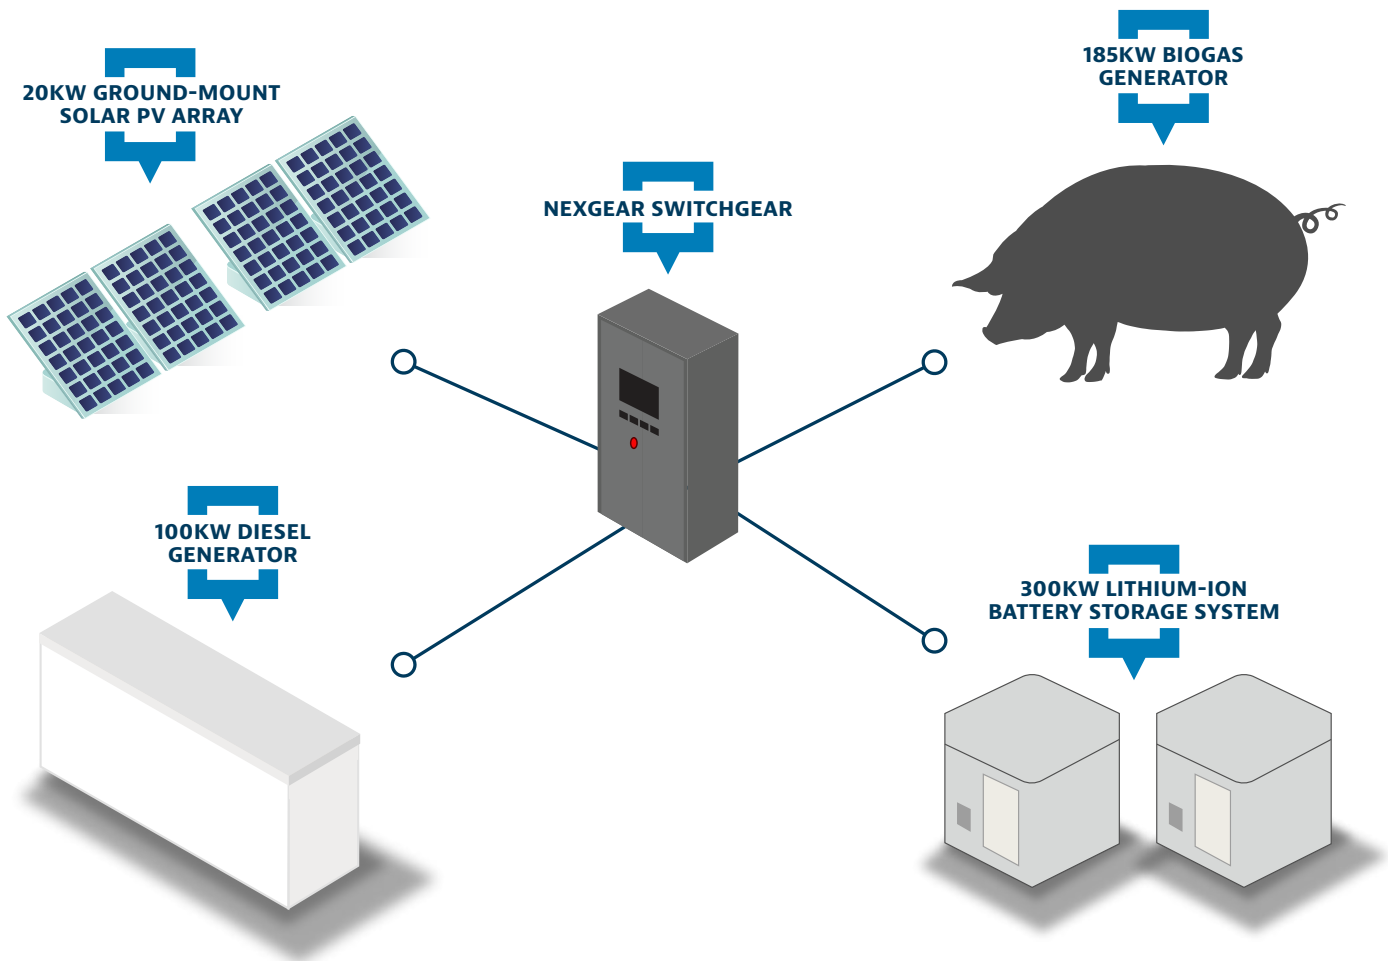 20KW GROUND-MOUNT
SOLAR PV ARRAY
185KW BIOGAS
GENERATOR
NEXGEAR SWITCHGEAR
100KW DIESEL
GENERATOR
300KW LITHIUM-ION
BATTERY STORAGE SYSTEM